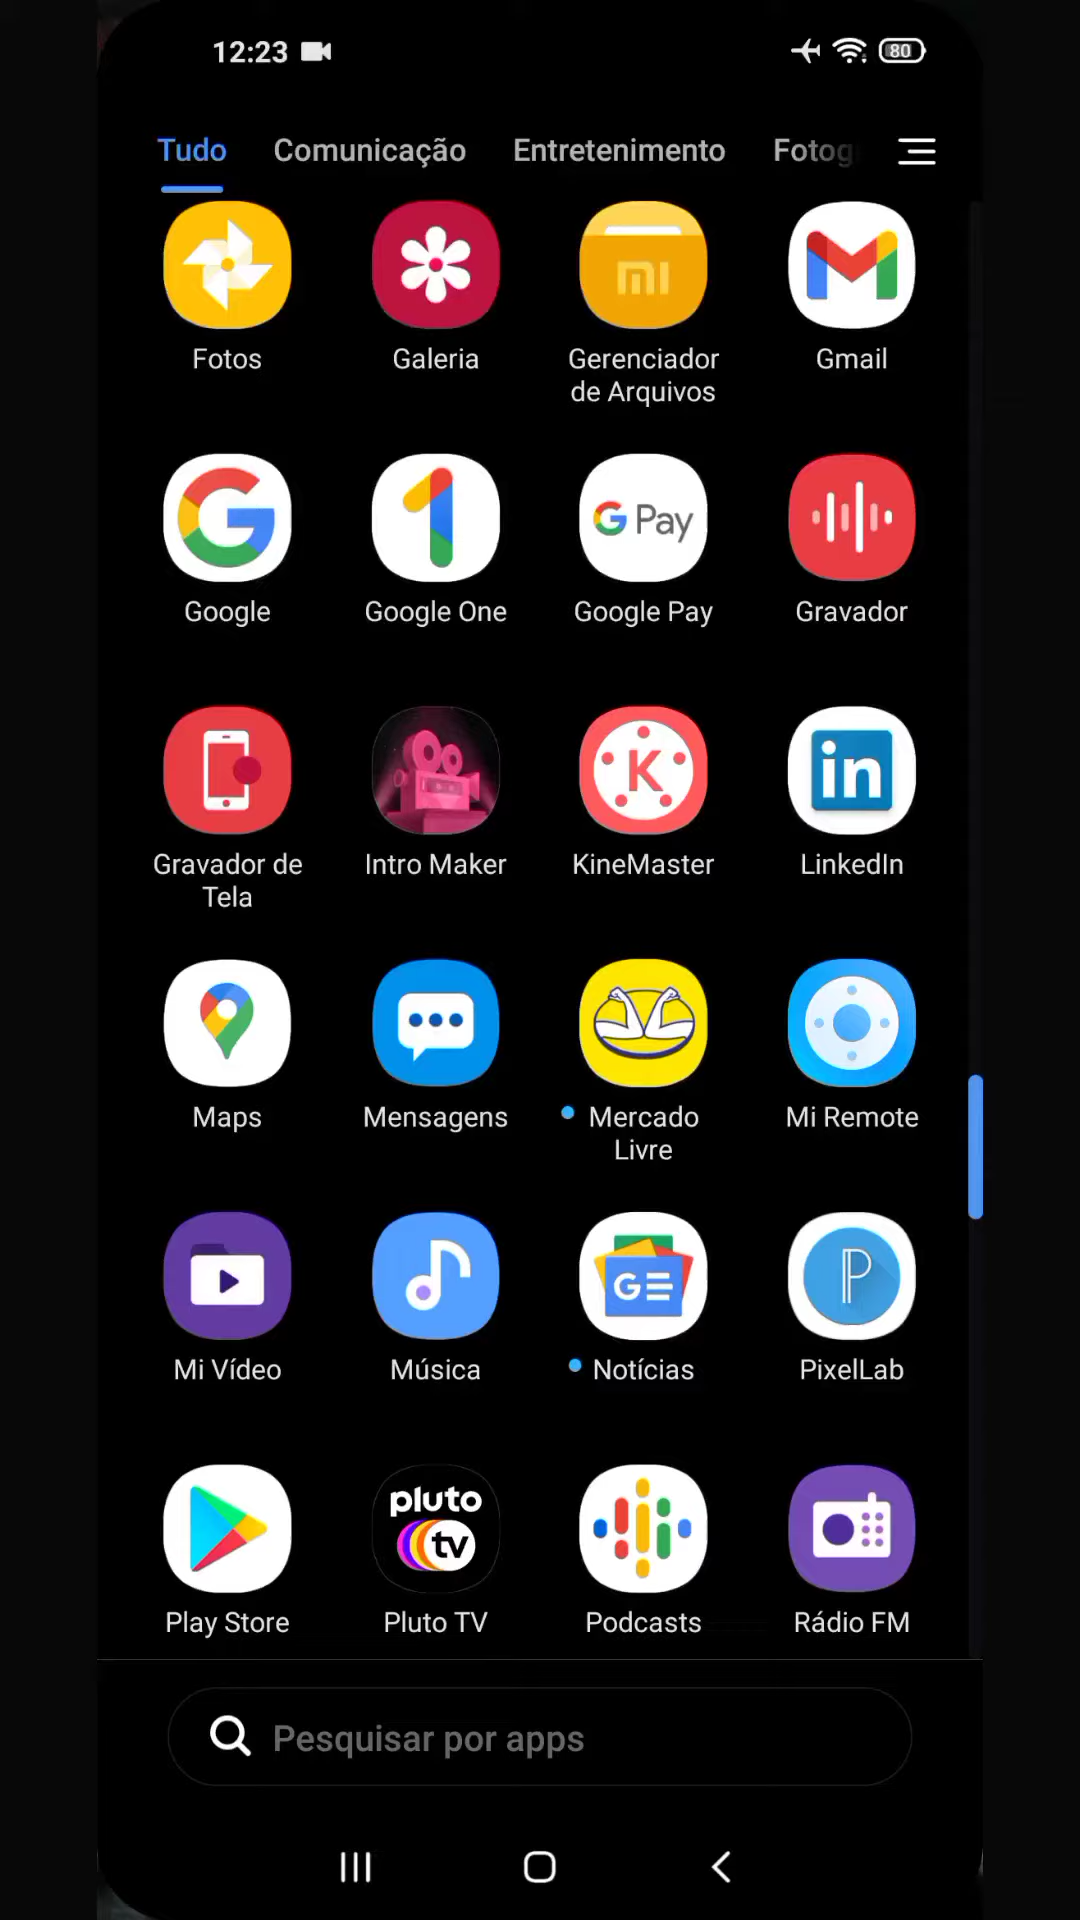 12:23
80
Tudo Comunicação Entretenimento Fotog
mi
Fotos Galeria Gerenciador
de Arquivos Gmail
G Pay
Google Google One Google Pay Gravador
K in
Gravador de
Tela Intro Maker KineMaster LinkedIn
Maps Mensagens Mercado
Livre Mi Remote
G P
Mi Vídeo Música Notícias PixelLab
pluto
tv
Play Store Pluto TV Podcasts Rádio FM
Pesquisar por apps